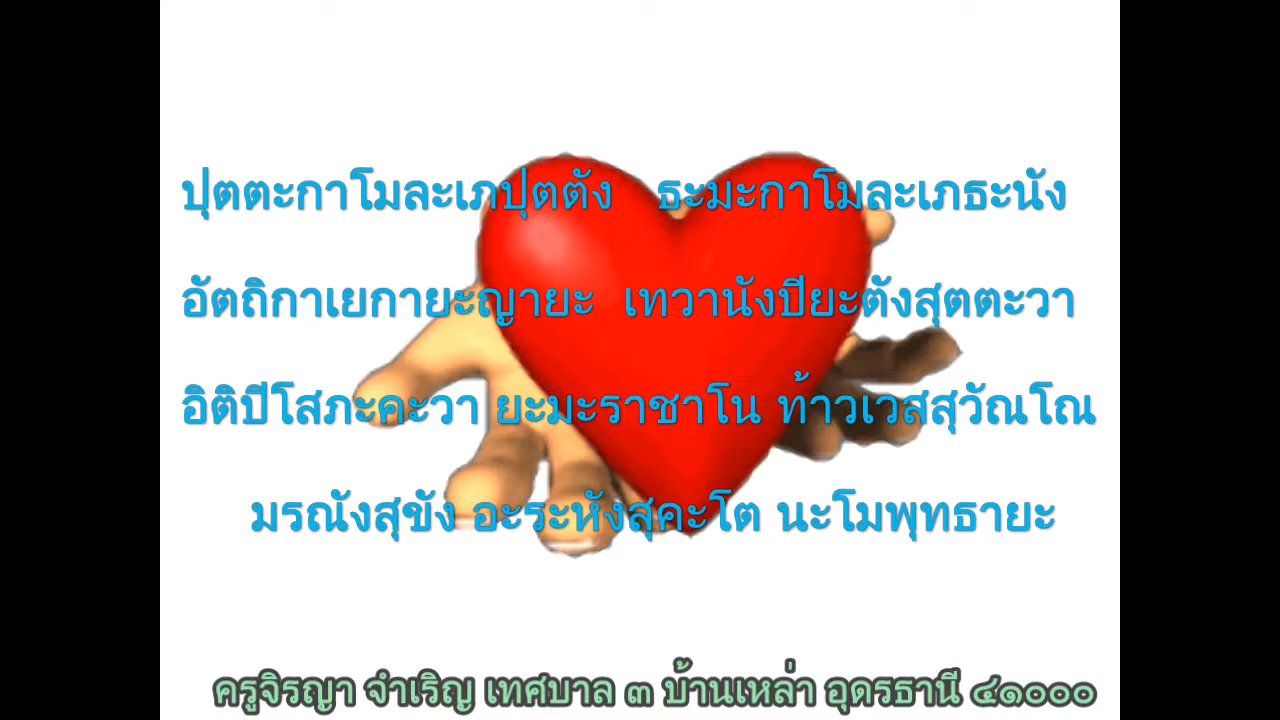 ปุตตะกาโมละเภปุตตัง ธะมะกาโมละเภธะนัง
อัตถิกาเยกายะญายะ เทวานังปียะตังสุตตะวา
อิติปีโสภะคะวา ยะมะราชาโน ท้าวเวสสุวัณโณ
มรณังสุขัง อะระหังสุคะโต นะโมพุทธายะ
ครูจิรญา จำเริญ เทศบาล ๓ บ้านเหล่า อุดรธานี ๔๑๐๐๐